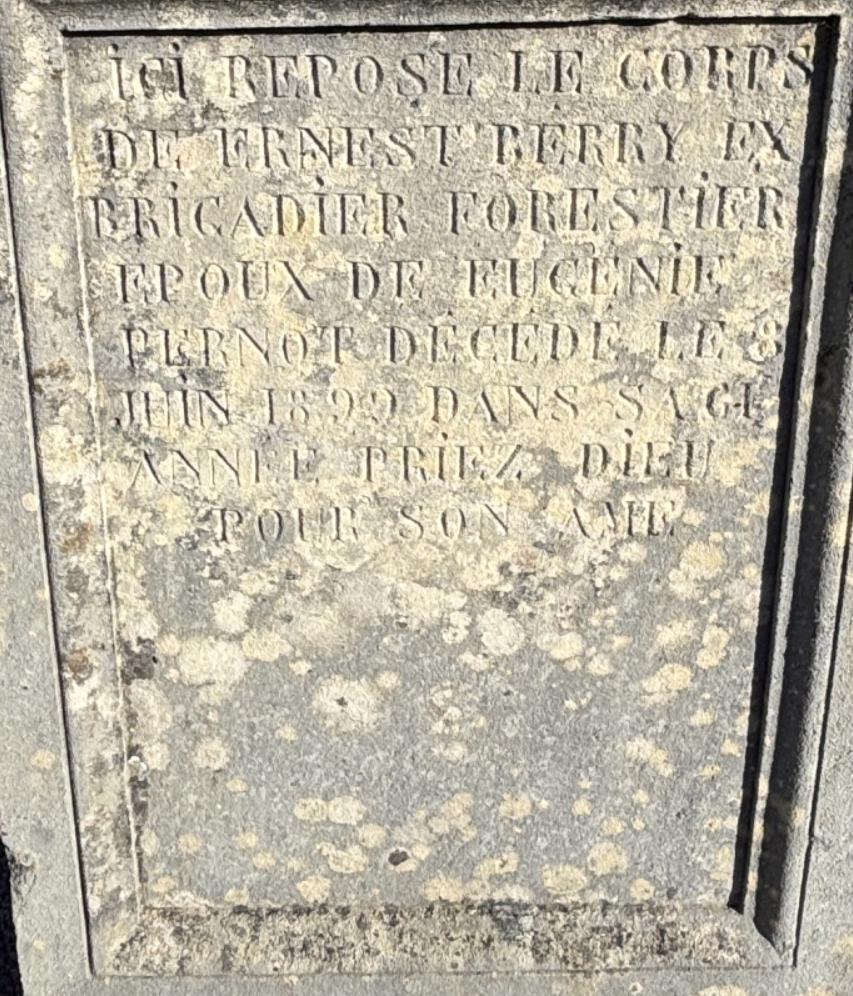 iCi REPOSE LE CORPS
DE ERNEST BERRY EX
BRiCADiER FORESTiER
EPOUX DE EUGENiE
PERNOT DECEDE LE 8
JUiN 1899 DANS SA
ANNEE PRiEZ DiEU
POUR SON AME